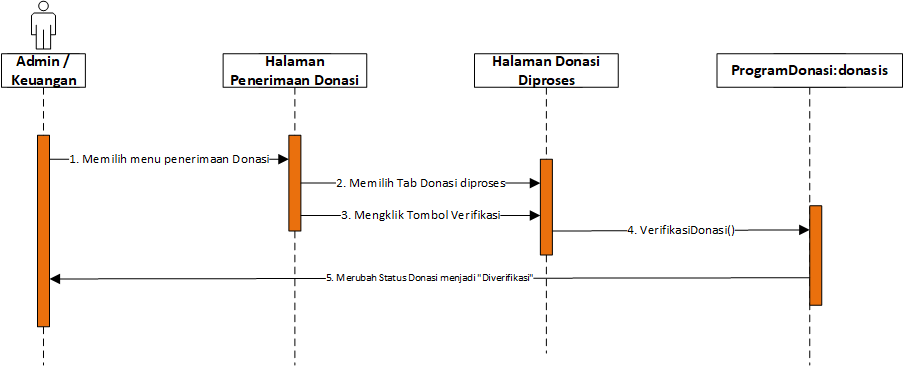 Admin /
Keuangan
Halaman
Penerimaan Donasi
Halaman Donasi
Diproses
ProgramDonasi:donasis
1. Memilih menu penerimaan Donasi
2. Memilih Tab Donasi diproses
3. Mengklik Tombol Verifikasi
4. VerifikasiDonasi()
5. Merubah Status Donasi menjadi "Diverifikasi"